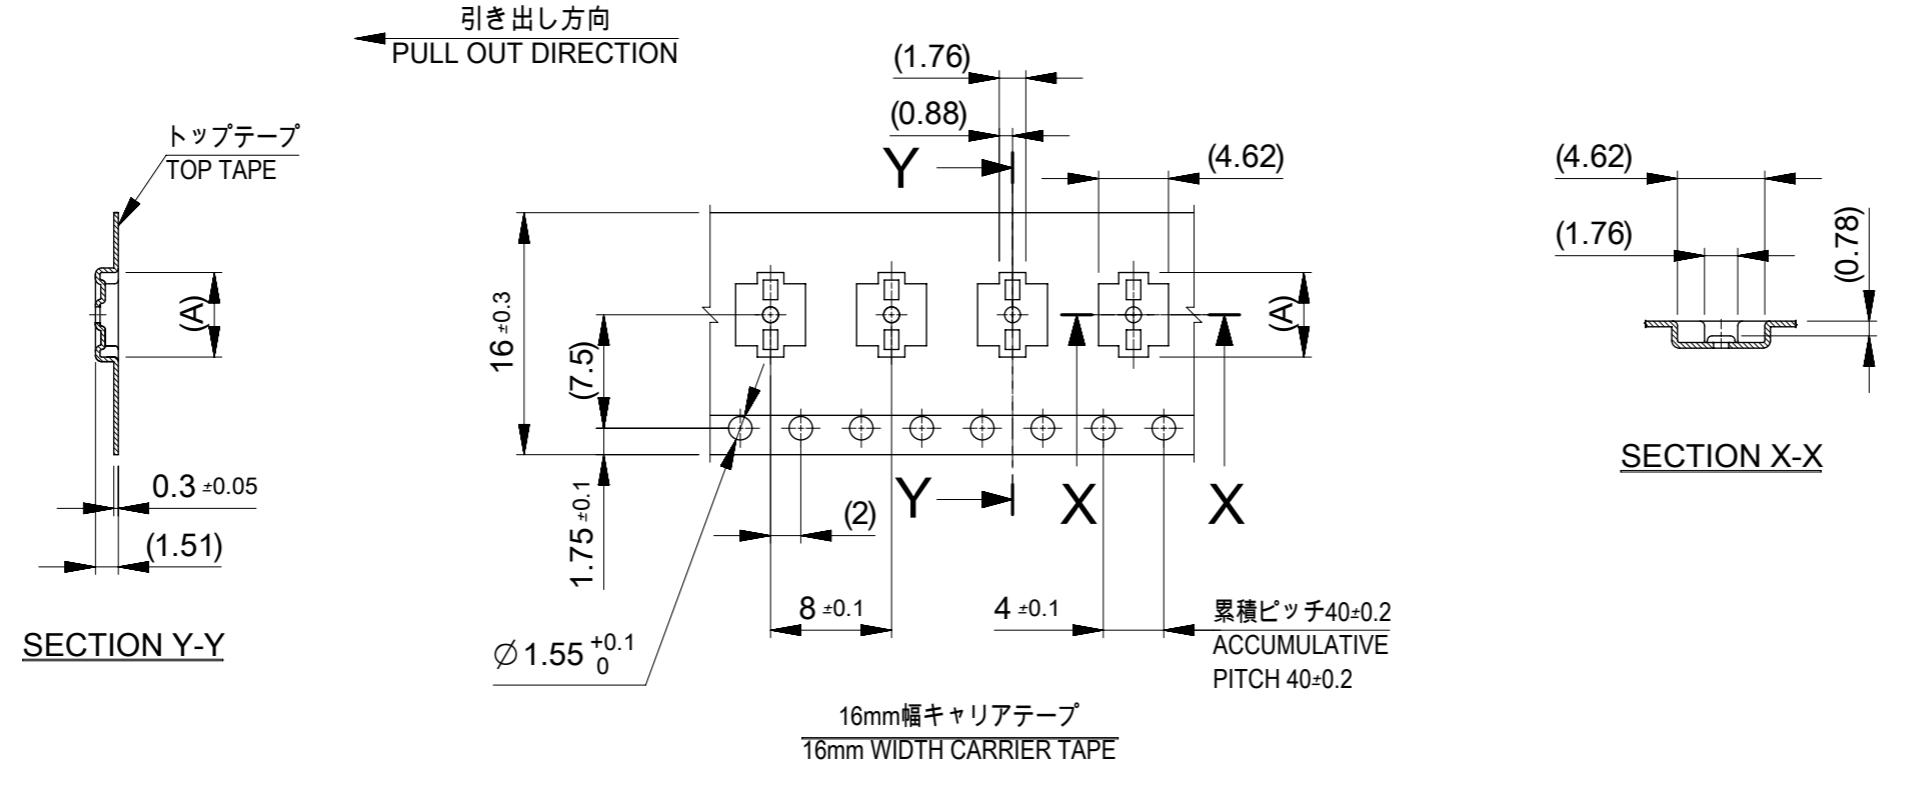 引き出し方向
PULL OUT DIRECTION
トップテープ
TOP TAPE
(A)
0.3 ±0.05
(1.51)
SECTION Y-Y
(1.76)
(0.88)
Y
(4.62)
16 ±0.3
(7.5)
1.75 ±0.1
(A)
Y
X
X
(2)
8 ±0.1
4 ±0.1
累積ピッチ40±0.2
ACCUMULATIVE
PITCH 40±0.2
∅1.55 +0.1
0
16mm幅キャリアテープ
16mm WIDTH CARRIER TAPE
(4.62)
(1.76)
(0.78)
SECTION X-X